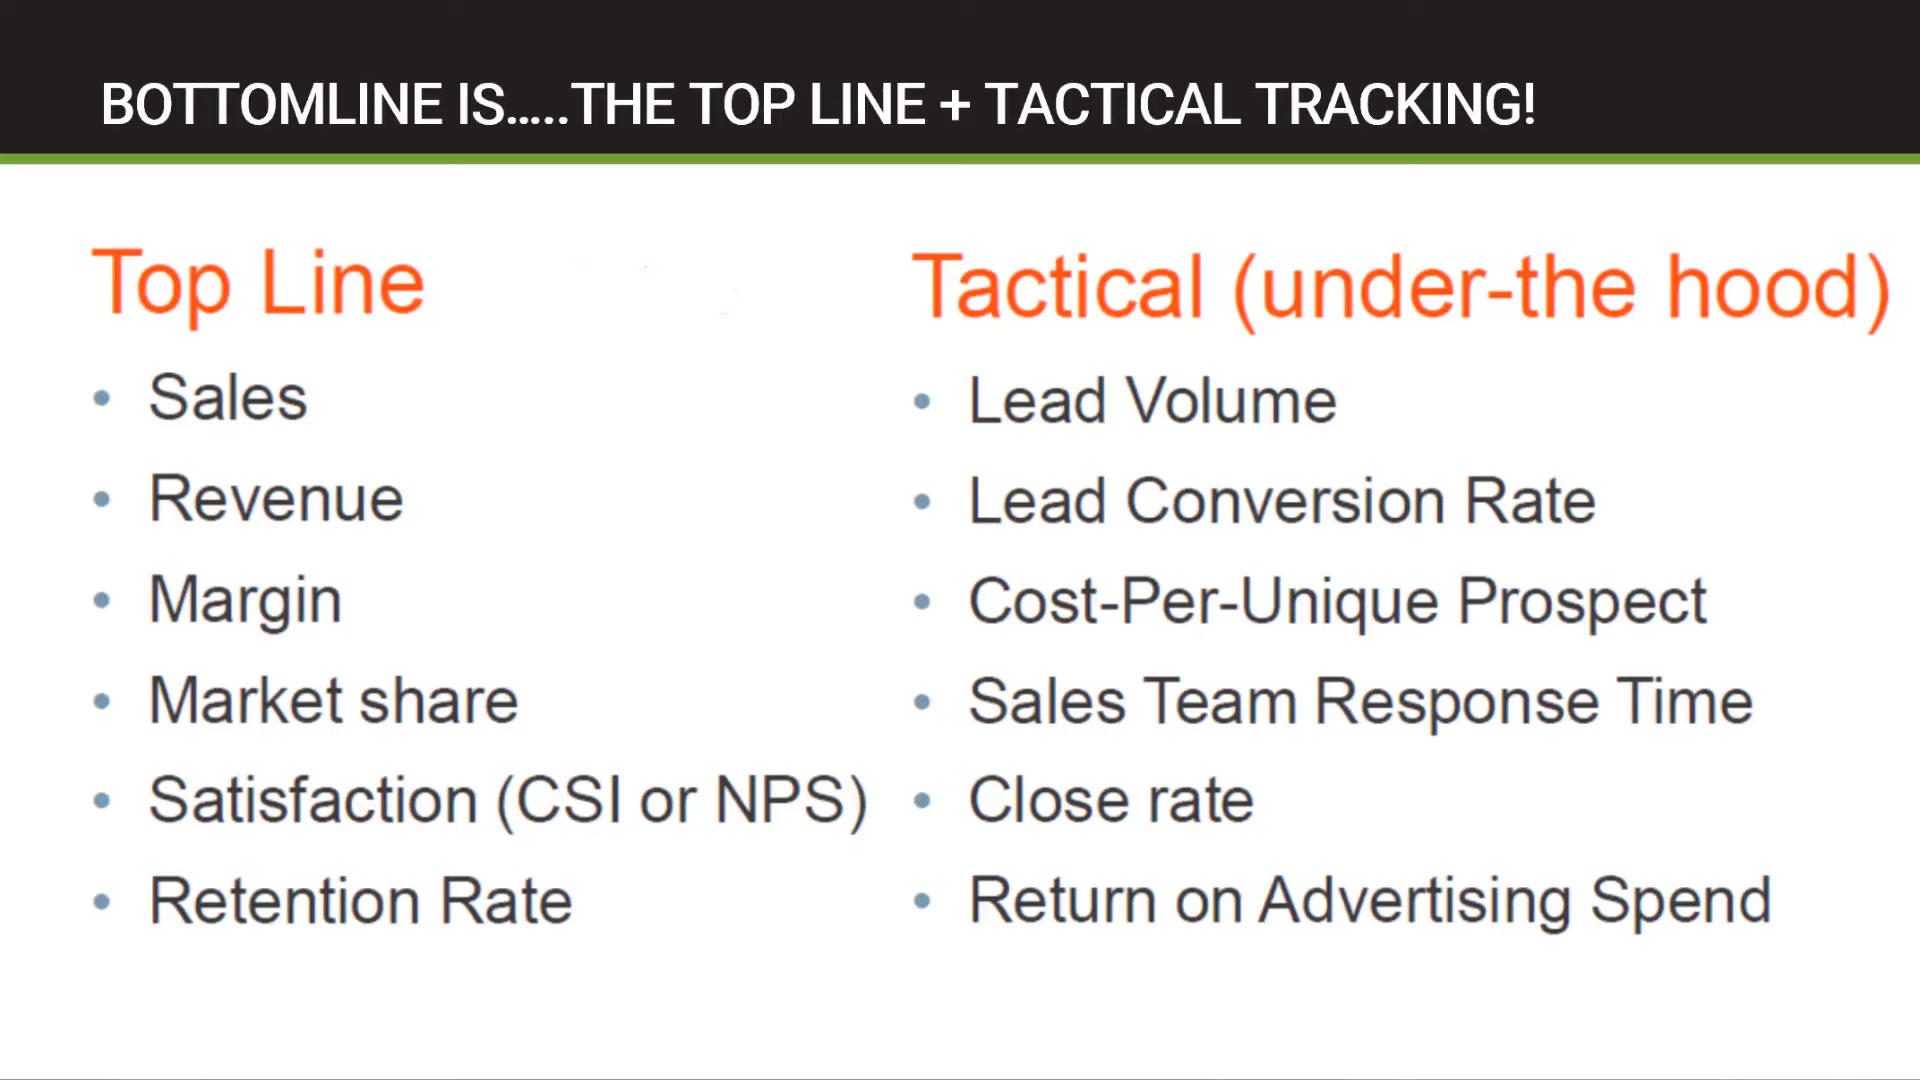 BOTTOMLINE IS.....THE TOP LINE + TACTICAL TRACKING!
Top Line
• Sales
• Revenue
• Margin
• Market share
• Satisfaction (CSI or NPS)
• Retention Rate
Tactical (under-the hood)
• Lead Volume
• Lead Conversion Rate
• Cost-Per-Unique Prospect
• Sales Team Response Time
• Close rate
• Return on Advertising Spend